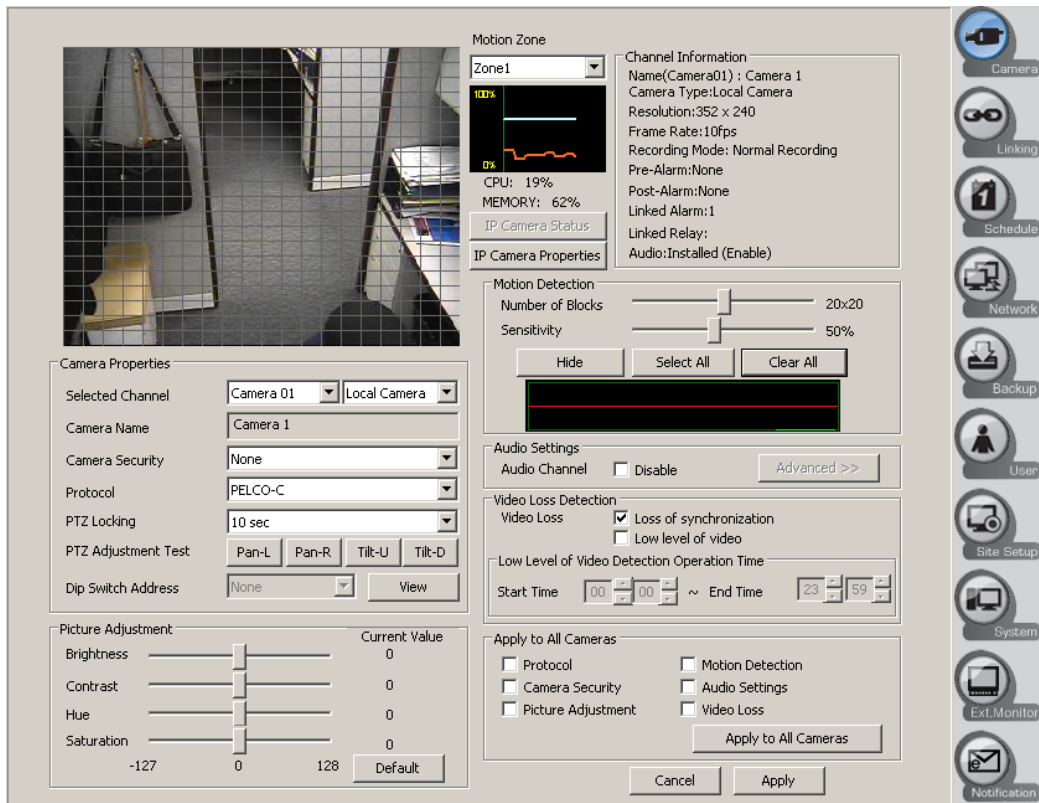 Motion Zone
Zone1
100%
0%
CPU: 19%
MEMORY: 62%
IP Camera Status
IP Camera Properties
Channel Information
Name(Camera01) : Camera 1
Camera Type:Local Camera
Resolution:352 x 240
Frame Rate:10fps
Recording Mode: Normal Recording
Pre-Alarm:None
Post-Alarm:None
Linked Alarm:1
Linked Relay:
Audio:Installed (Enable)
Motion Detection
Number of Blocks 20x20
Sensitivity 50%
Hide Select All Clear All
Camera Properties
Selected Channel Camera 01 Local Camera
Camera Name Camera 1
Camera Security None
Protocol PELCO-C
PTZ Locking 10 sec
PTZ Adjustment Test Pan-L Pan-R Tilt-U Tilt-D
Dip Switch Address None View
Audio Settings
Audio Channel Disable Advanced >>
Video Loss Detection
Video Loss Loss of synchronization
Low level of video
Low Level of Video Detection Operation Time
Start Time 00 00 ~ End Time 23 59
Picture Adjustment
Current Value
Brightness 0
Contrast 0
Hue 0
Saturation 0
-127 0 128 Default
Apply to All Cameras
Protocol Motion Detection
Camera Security Audio Settings
Picture Adjustment Video Loss
Apply to All Cameras
Cancel Apply
Camera
Linking
1
Schedule
Network
Backup
User
Site Setup
System
Ext.Monitor
e
Notification